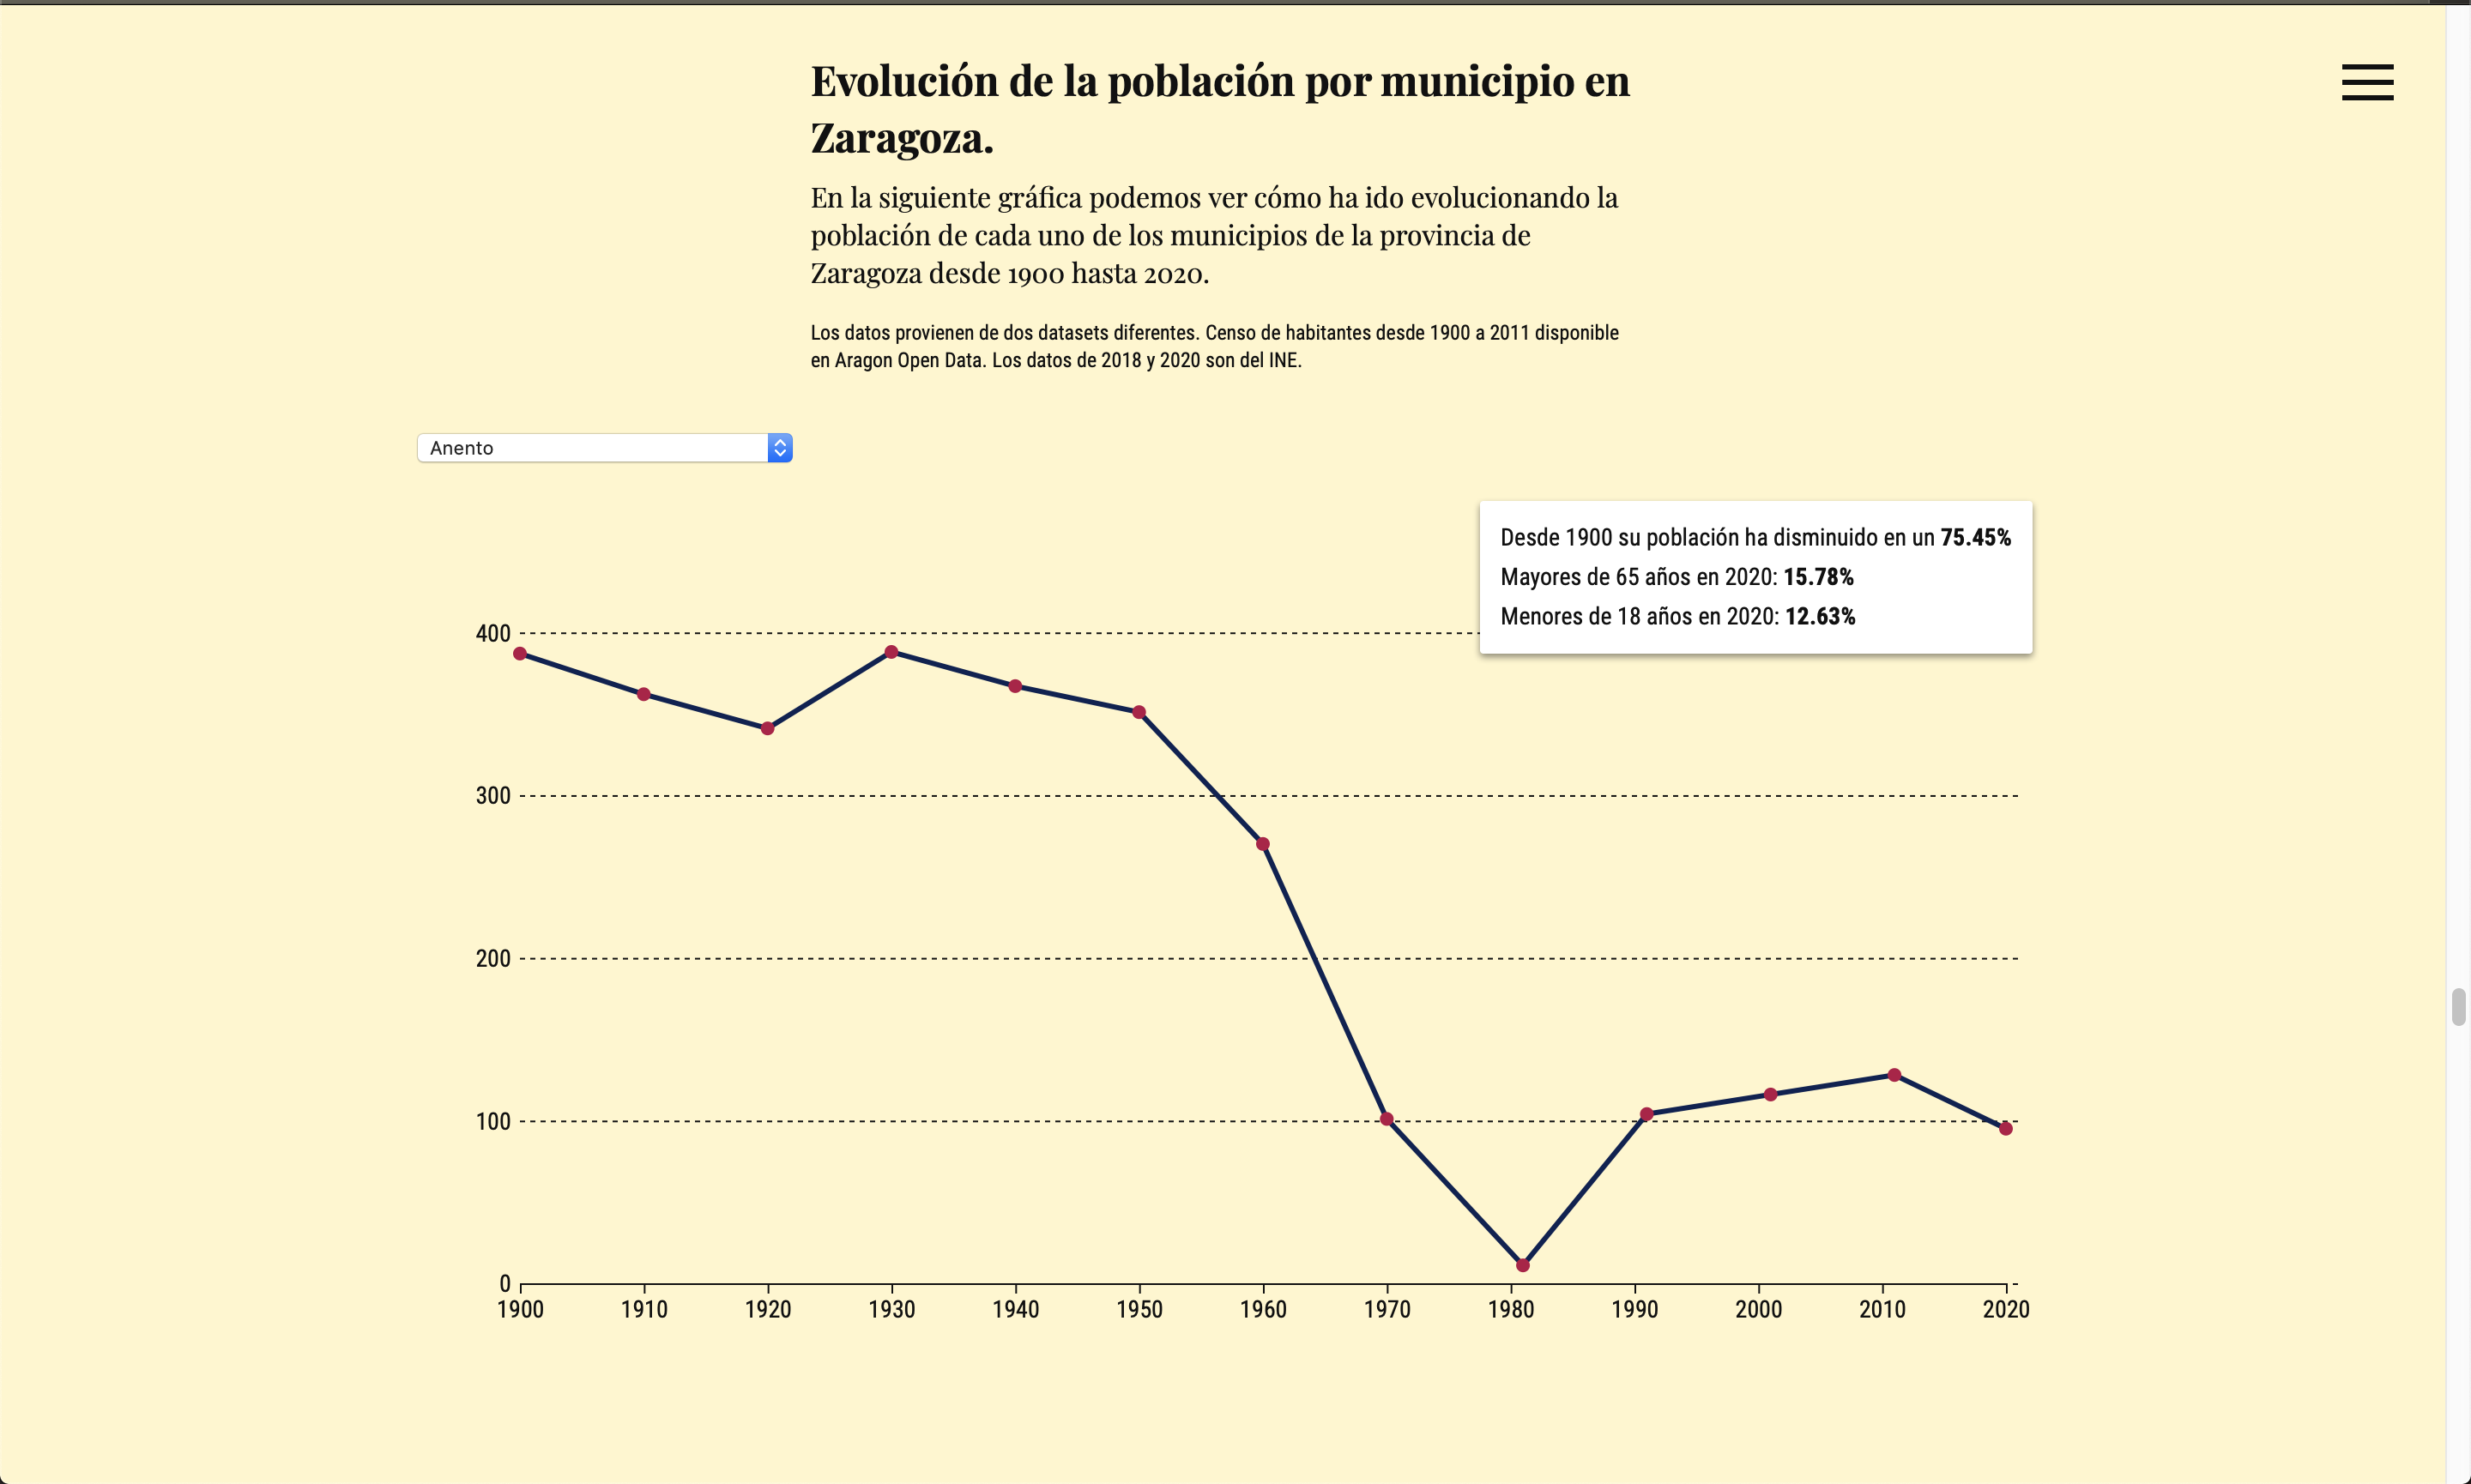 Evolución de la población por municipio en
Zaragoza.
En la siguiente gráfica podemos ver cómo ha ido evolucionando la
población de cada uno de los municipios de la provincia de
Zaragoza desde 1900 hasta 2020.
Los datos provienen de dos datasets diferentes. Censo de habitantes desde 1900 a 2011 disponible
en Aragon Open Data. Los datos de 2018 y 2020 son del INE.
Anento
Desde 1900 su población ha disminuido en un 75.45%
Mayores de 65 años en 2020: 15.78%
Menores de 18 años en 2020: 12.63%
400
300
200
100
0
1900 1910 1920 1930 1940 1950 1960 1970 1980 1990 2000 2010 2020